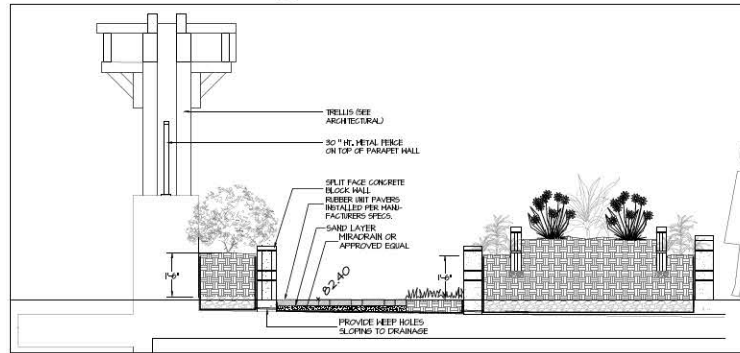 TRELLIS (SEE
ARCHITECTURAL)
30 " HT. METAL FENCE
ON TOP OF PARAPET WALL
SPLIT FACE CONCRETE
BLOCK WALL
RUBBER UNIT PAVERS
INSTALLED PER MANU-
FACTURERS SPECS.
SAND LAYER
MIRADRAIN OR
APPROVED EQUAL
82.40
1'-6"
1'-6"
PROVIDE WEEP HOLES
SLOPING TO DRAINAGE